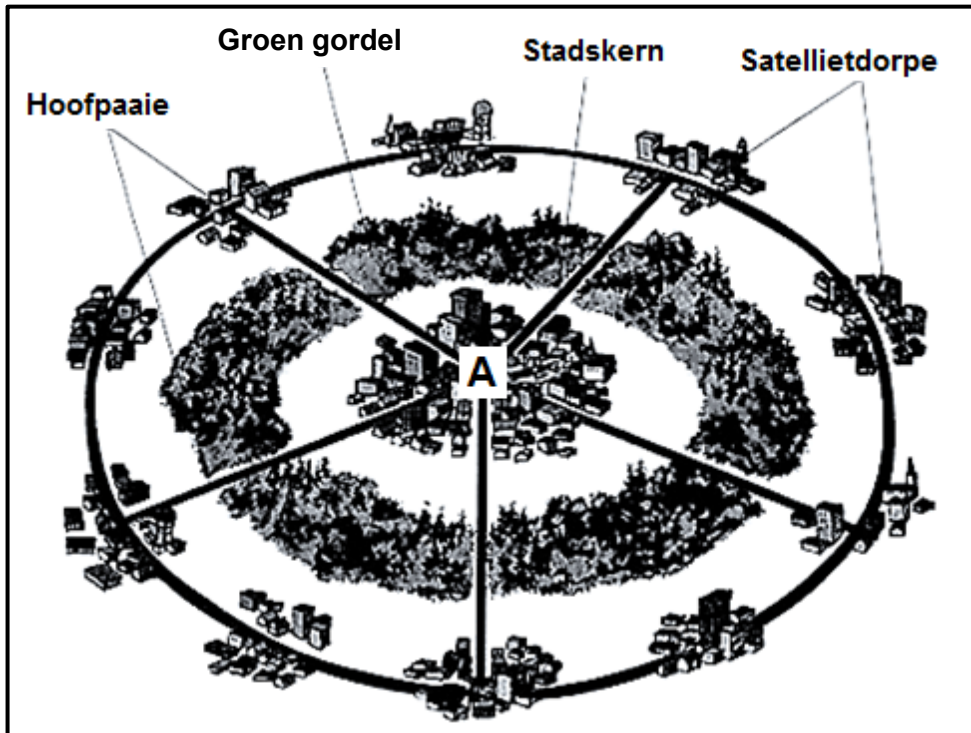 Groen gordel
Stadskern
Satellietdorpe
Hoofpaaie
A